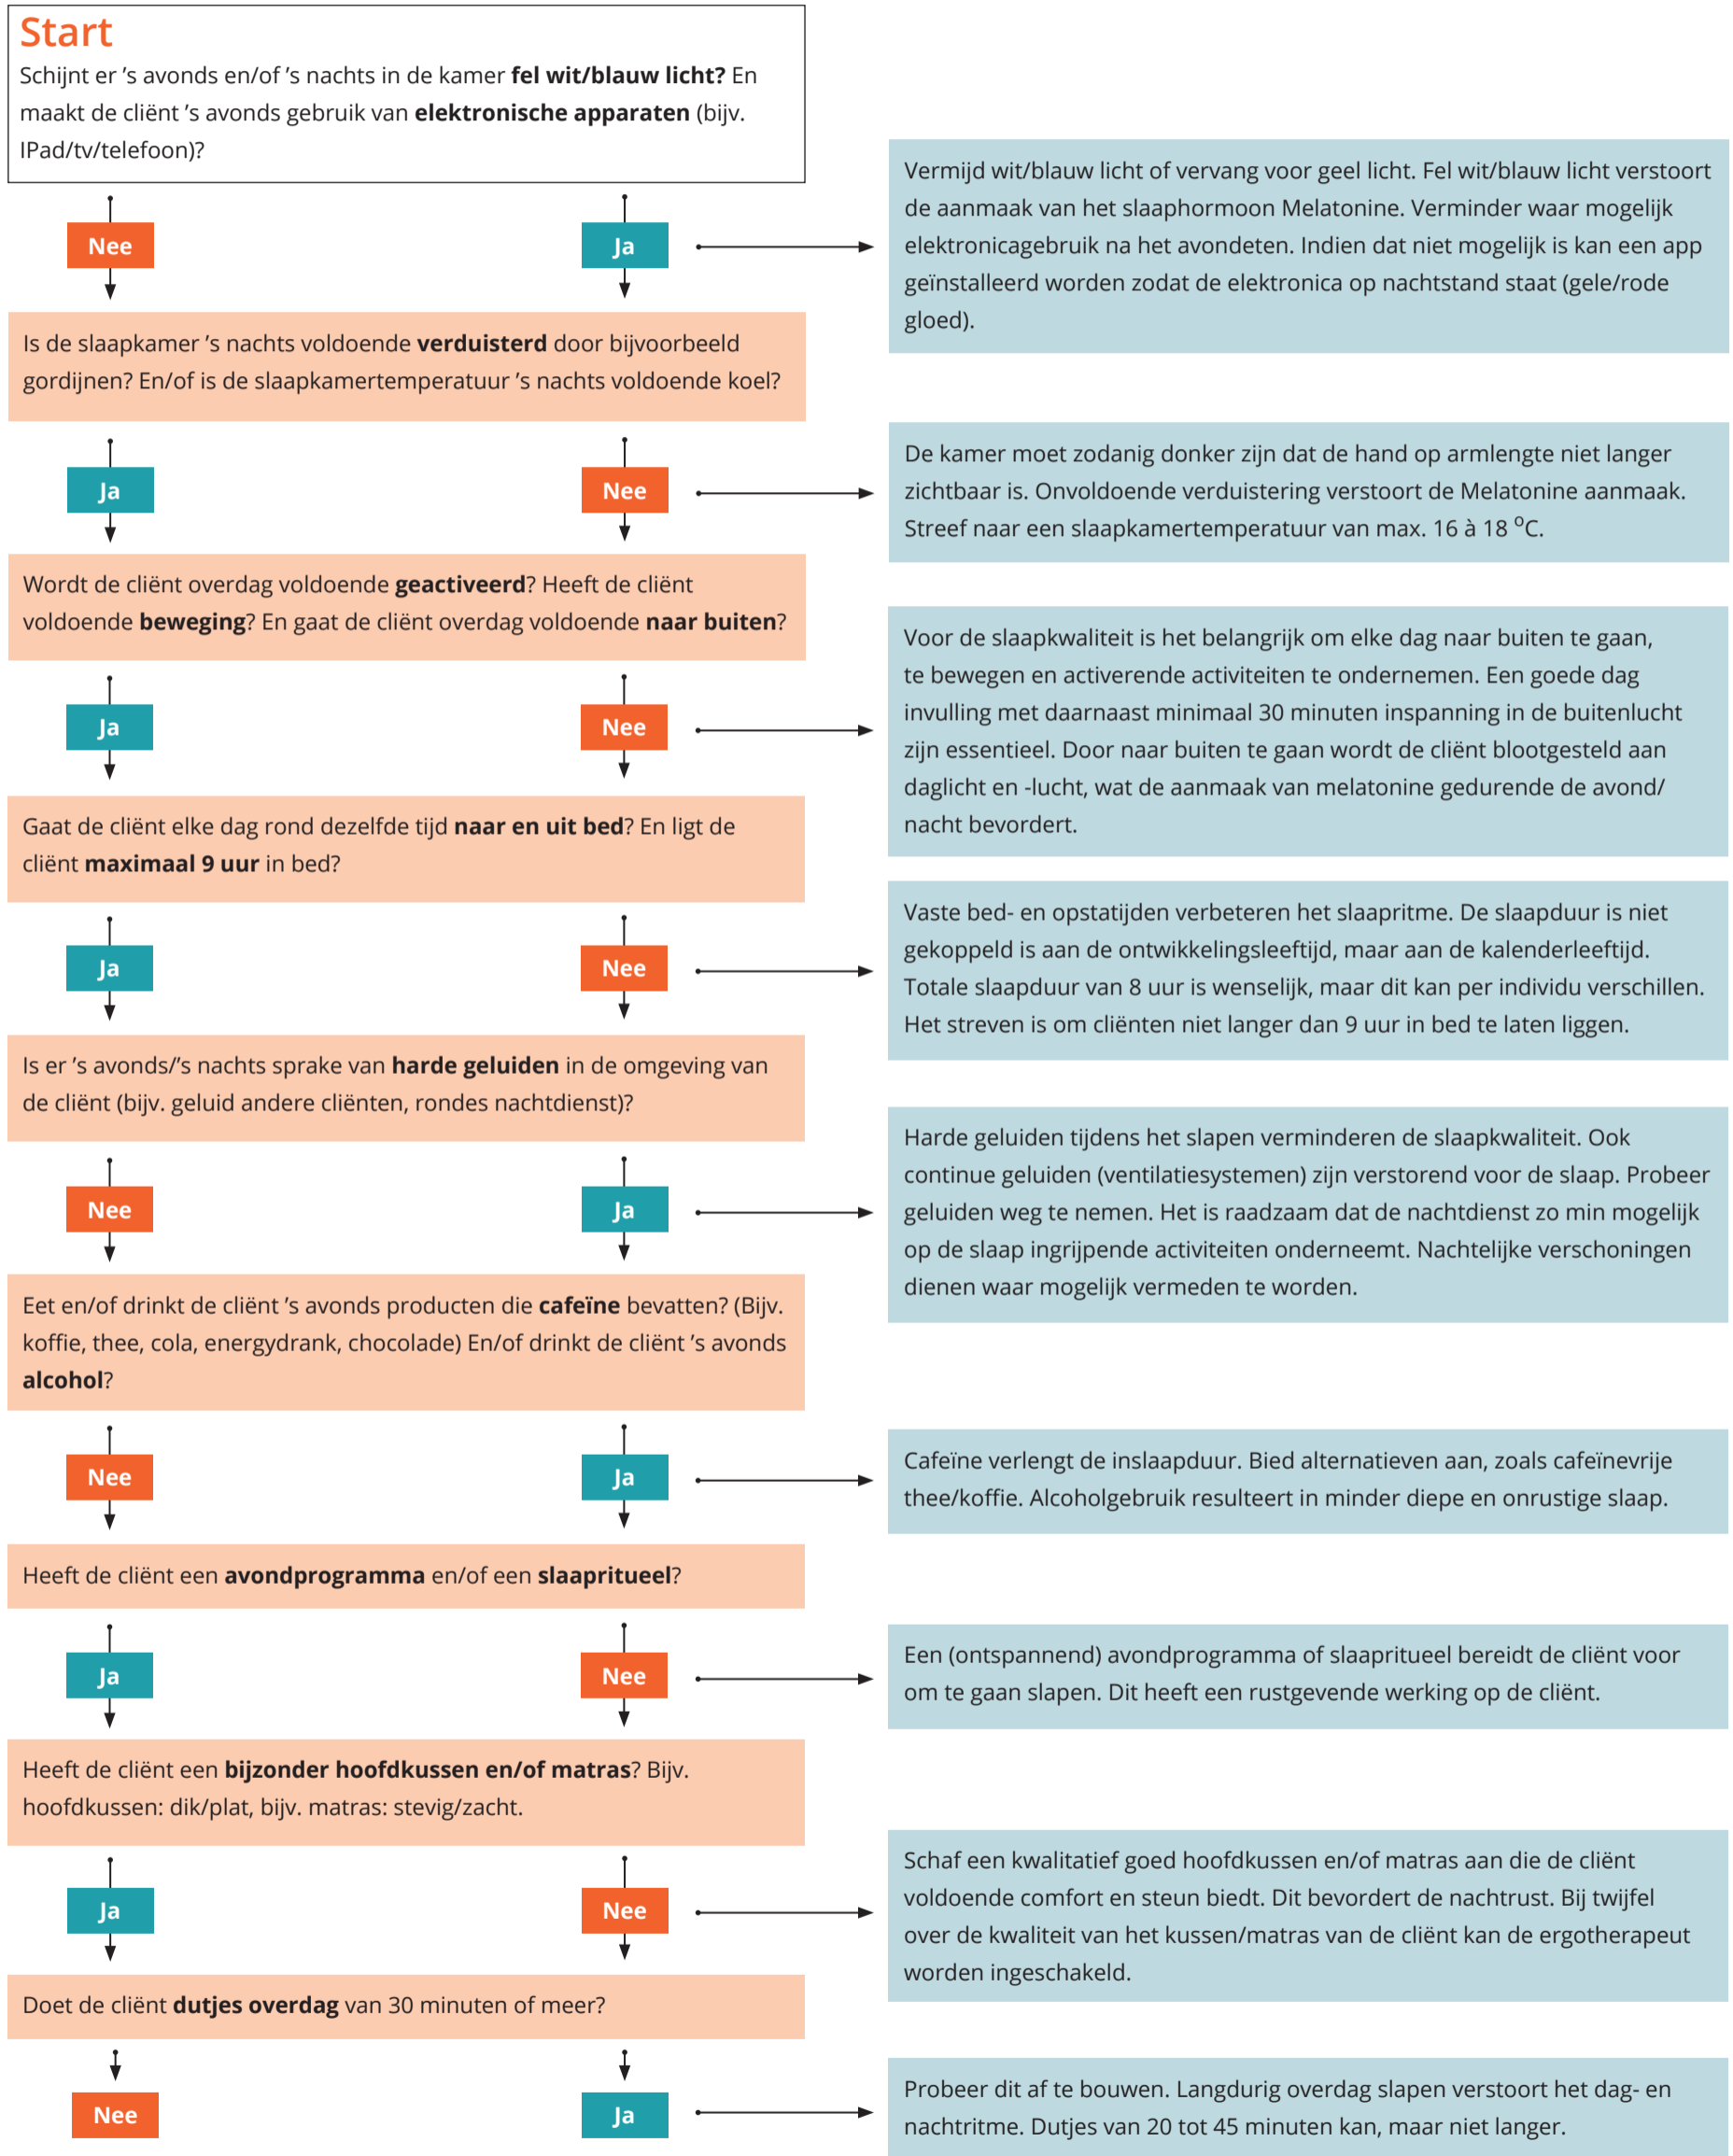 Start
Schijnt er ’s avonds en/of ’s nachts in de kamer fel wit/blauw licht? En
maakt de cliënt ’s avonds gebruik van elektronische apparaten (bijv.
IPad/tv/telefoon)?
Nee
Ja
Vermijd wit/blauw licht of vervang voor geel licht. Fel wit/blauw licht verstoort
de aanmaak van het slaaphormoon Melatonine. Verminder waar mogelijk
elektronicagebruik na het avondeten. Indien dat niet mogelijk is kan een app
geïnstalleerd worden zodat de elektronica op nachtstand staat (gele/rode
gloed).
Is de slaapkamer ’s nachts voldoende verduisterd door bijvoorbeeld
gordijnen? En/of is de slaapkamertemperatuur ’s nachts voldoende koel?
Ja
Nee
De kamer moet zodanig donker zijn dat de hand op armlengte niet langer
zichtbaar is. Onvoldoende verduistering verstoort de Melatonine aanmaak.
Streef naar een slaapkamertemperatuur van max. 16 à 18 °C.
Wordt de cliënt overdag voldoende geactiveerd? Heeft de cliënt
voldoende beweging? En gaat de cliënt overdag voldoende naar buiten?
Ja
Nee
Voor de slaapkwaliteit is het belangrijk om elke dag naar buiten te gaan,
te bewegen en activerende activiteiten te ondernemen. Een goede dag
invulling met daarnaast minimaal 30 minuten inspanning in de buitenlucht
zijn essentieel. Door naar buiten te gaan wordt de cliënt blootgesteld aan
daglicht en -lucht, wat de aanmaak van melatonine gedurende de avond/
nacht bevordert.
Gaat de cliënt elke dag rond dezelfde tijd naar en uit bed? En ligt de
cliënt maximaal 9 uur in bed?
Ja
Nee
Vaste bed- en opstatijden verbeteren het slaapritme. De slaapduur is niet
gekoppeld is aan de ontwikkelingsleeftijd, maar aan de kalenderleeftijd.
Totale slaapduur van 8 uur is wenselijk, maar dit kan per individu verschillen.
Het streven is om cliënten niet langer dan 9 uur in bed te laten liggen.
Is er ’s avonds/’s nachts sprake van harde geluiden in de omgeving van
de cliënt (bijv. geluid andere cliënten, rondes nachtdienst)?
Nee
Ja
Harde geluiden tijdens het slapen verminderen de slaapkwaliteit. Ook
continue geluiden (ventilatiesystemen) zijn verstorend voor de slaap. Probeer
geluiden weg te nemen. Het is raadzaam dat de nachtdienst zo min mogelijk
op de slaap ingrijpende activiteiten onderneemt. Nachtelijke verschoningen
dienen waar mogelijk vermeden te worden.
Eet en/of drinkt de cliënt ’s avonds producten die cafeïne bevatten? (Bijv.
koffie, thee, cola, energydrank, chocolade) En/of drinkt de cliënt ’s avonds
alcohol?
Nee
Ja
Cafeïne verlengt de inslaapduur. Bied alternatieven aan, zoals cafeïnevrije
thee/koffie. Alcoholgebruik resulteert in minder diepe en onrustige slaap.
Heeft de cliënt een avondprogramma en/of een slaapritueel?
Ja
Nee
Een (ontspannend) avondprogramma of slaapritueel bereidt de cliënt voor
om te gaan slapen. Dit heeft een rustgevende werking op de cliënt.
Heeft de cliënt een bijzonder hoofdkussen en/of matras? Bijv.
hoofdkussen: dik/plat, bijv. matras: stevig/zacht.
Ja
Nee
Schaf een kwalitatief goed hoofdkussen en/of matras aan die de cliënt
voldoende comfort en steun biedt. Dit bevordert de nachtrust. Bij twijfel
over de kwaliteit van het kussen/matras van de cliënt kan de ergotherapeut
worden ingeschakeld.
Doet de cliënt dutjes overdag van 30 minuten of meer?
Nee
Ja
Probeer dit af te bouwen. Langdurig overdag slapen verstoort het dag- en
nachtritme. Dutjes van 20 tot 45 minuten kan, maar niet langer.